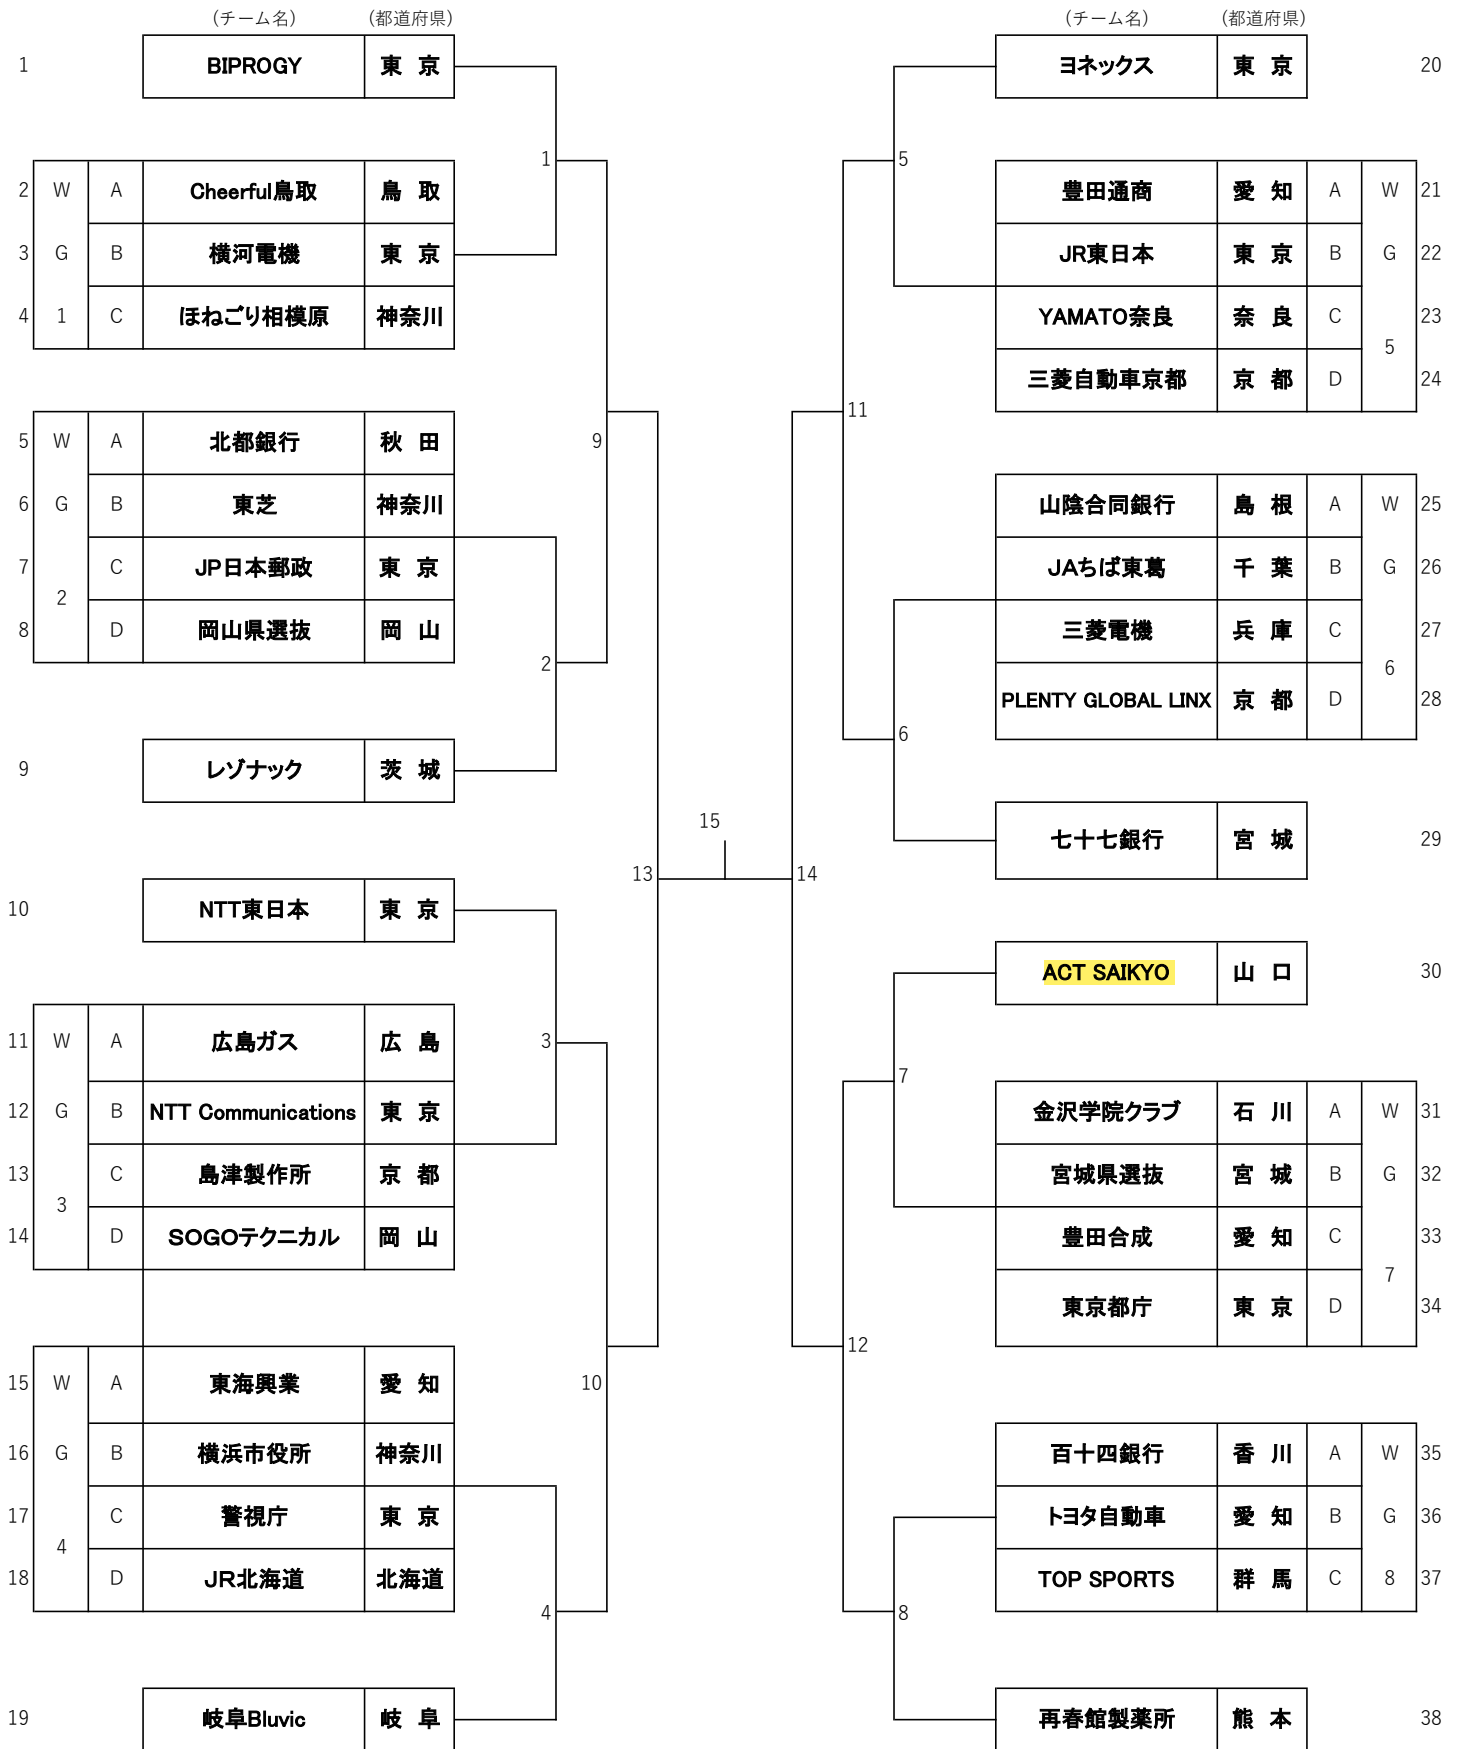 (チーム名) (都道府県) (チーム名) (都道府県)
1 BIPROGY 東 京 ヨネックス 東 京 20
1 5
2 W A Cheerful鳥取 鳥 取 豊田通商 愛 知 A W 21
3 G B 横河電機 東 京 JR東日本 東 京 B G 22
4 1 C ほねごり相模原 神奈川 YAMATO奈良 奈 良 C 23
5
三菱自動車京都 京 都 D 24
11
5 W A 北都銀行 秋 田 9
6 G B 東芝 神奈川 山陰合同銀行 島 根 A W 25
7 C JP日本郵政 東 京 JAちば東葛 千 葉 B G 26
2
8 D 岡山県選抜 岡 山 三菱電機 兵 庫 C 27
2 6
PLENTY GLOBAL LINX 京 都 D 28
6
9 レゾナック 茨 城
15
七十七銀行 宮 城 29
13 14
10 NTT東日本 東 京
ACT SAIKYO 山 口 30
11 W A 広島ガス 広 島 3
7
12 G B NTT Communications 東 京 金沢学院クラブ 石 川 A W 31
13 C 島津製作所 京 都 宮城県選抜 宮 城 B G 32
3
14 D SOGOテクニカル 岡 山 豊田合成 愛 知 C 33
7
東京都庁 東 京 D 34
12
15 W A 東海興業 愛 知 10
16 G B 横浜市役所 神奈川 百十四銀行 香 川 A W 35
17 C 警視庁 東 京 トヨタ自動車 愛 知 B G 36
4
18 D JR北海道 北海道 TOP SPORTS 群 馬 C 8 37
4 8
19 岐阜Bluvic 岐 阜 再春館製薬所 熊 本 38